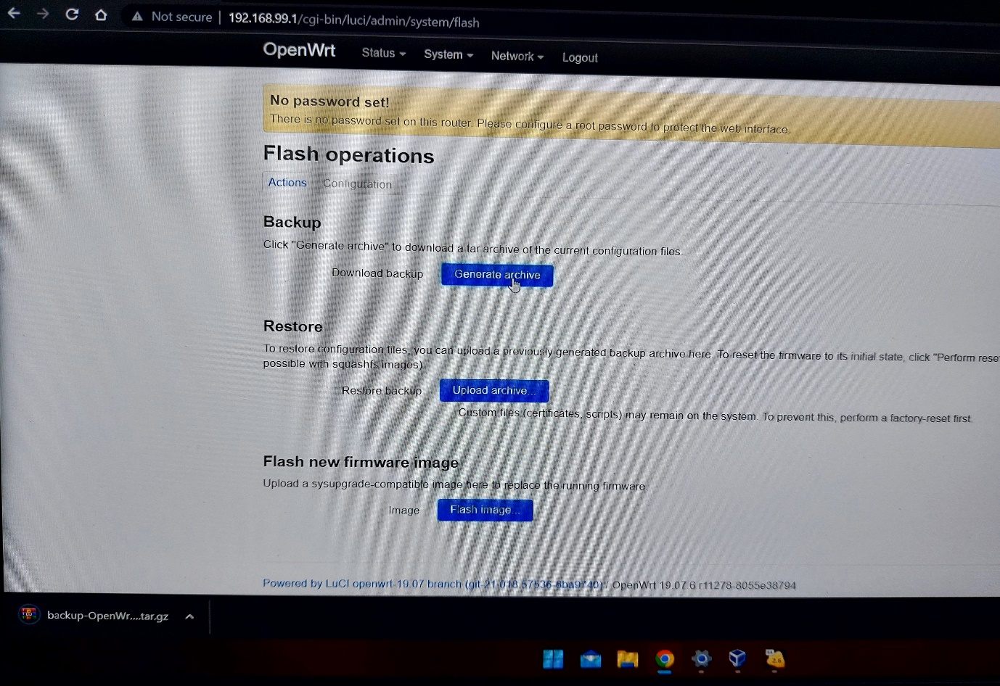 Not secure | 192.168.99.1/cgi-bin/luci/admin/system/flash
OpenWrt Status System Network Logout
No password set!
There is no password set on this router. Please configure a root password to protect the web interface.
Flash operations
Actions Configuration
Backup
Click "Generate archive" to download a tar archive of the current configuration files.
Download backup Generate archive
Restore
To restore configuration files, you can upload a previously generated backup archive here. To reset the firmware to its initial state, click "Perform rese
possible with squashfs images).
Restore backup Upload archive...
Custom files (certificates, scripts) may remain on the system. To prevent this, perform a factory-reset first.
Flash new firmware image
Upload a sysupgrade-compatible image here to replace the running firmware.
Image Flash image...
Powered by LuCI openwrt-19.07 branch (git-21.018.57536-6ba9740) / OpenWrt 19.07.6 r11278-8055e38794
backup-OpenWr....tar.gz
2.6